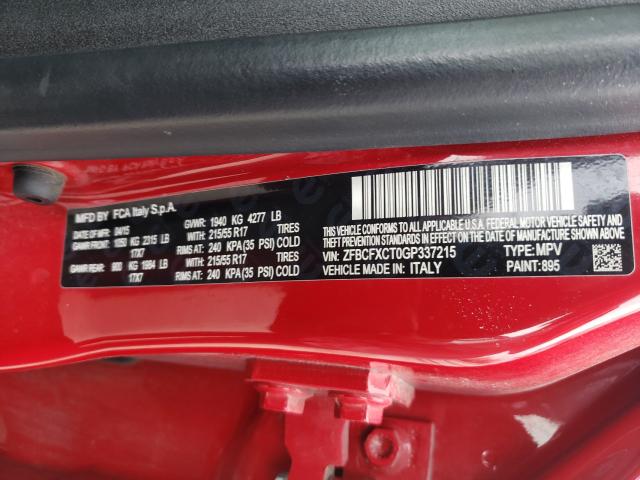 MFD BY FCA Italy S.p.A.
DATE OF MFD: 04/15 GVWR: 1940 KG 4277 LB
GAWR FRONT: 1050 KG 2315 LB WITH: 215/55 R17 TIRES
17X7 RIMS AT: 240 KPA (35 PSI) COLD
GAWR REAR: 900 KG 1984 LB WITH: 215/55 R17 TIRES
17X7 RIMS AT: 240 KPA (35 PSI) COLD
THIS VEHICLE CONFORMS TO ALL APPLICABLE U.S.A. FEDERAL MOTOR VEHICLE SAFETY
AND THEFT PREVENTION STANDARDS IN EFFECT ON THE DATE OF MANUFACTURE SHOWN ABOVE.
VIN: ZFBCFXCT0GP337215 TYPE: MPV
VEHICLE MADE IN: ITALY PAINT: 895